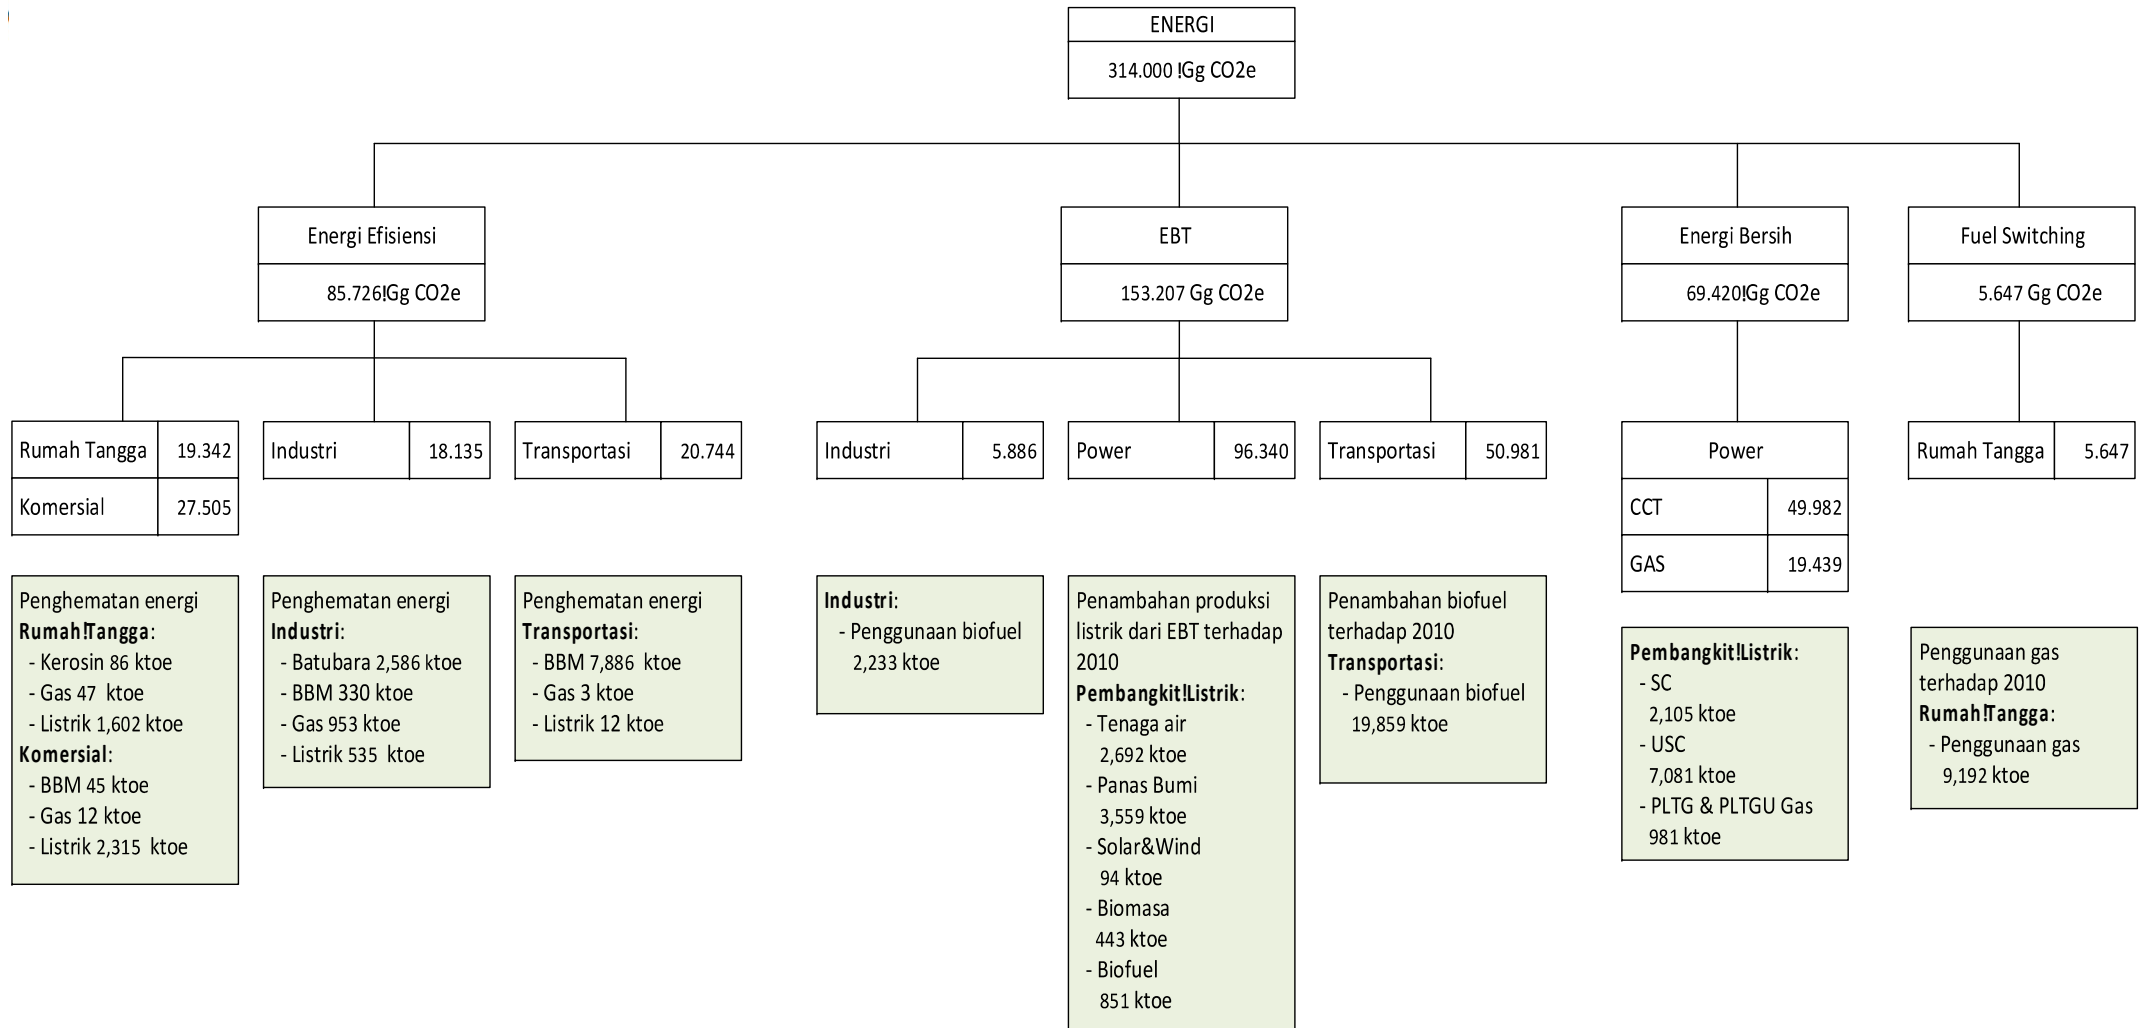 ENERGI
314.000 !Gg CO2e
Energi Efisiensi
85.726!Gg CO2e
EBT
153.207 Gg CO2e
Energi Bersih
69.420!Gg CO2e
Fuel Switching
5.647 Gg CO2e
Rumah Tangga 19.342
Komersial 27.505
Industri 18.135
Transportasi 20.744
Industri 5.886
Power 96.340
Transportasi 50.981
Power
CCT 49.982
GAS 19.439
Rumah Tangga 5.647
Penghematan energi
Rumah!Tangga:
- Kerosin 86 ktoe
- Gas 47 ktoe
- Listrik 1,602 ktoe
Komersial:
- BBM 45 ktoe
- Gas 12 ktoe
- Listrik 2,315 ktoe
Penghematan energi
Industri:
- Batubara 2,586 ktoe
- BBM 330 ktoe
- Gas 953 ktoe
- Listrik 535 ktoe
Penghematan energi
Transportasi:
- BBM 7,886 ktoe
- Gas 3 ktoe
- Listrik 12 ktoe
Industri:
- Penggunaan biofuel
2,233 ktoe
Penambahan produksi
listrik dari EBT terhadap
2010
Pembangkit!Listrik:
- Tenaga air
2,692 ktoe
- Panas Bumi
3,559 ktoe
- Solar&Wind
94 ktoe
- Biomasa
443 ktoe
- Biofuel
851 ktoe
Penambahan biofuel
terhadap 2010
Transportasi:
- Penggunaan biofuel
19,859 ktoe
Pembangkit!Listrik:
- SC
2,105 ktoe
- USC
7,081 ktoe
- PLTG & PLTGU Gas
981 ktoe
Penggunaan gas
terhadap 2010
Rumah!Tangga:
- Penggunaan gas
9,192 ktoe